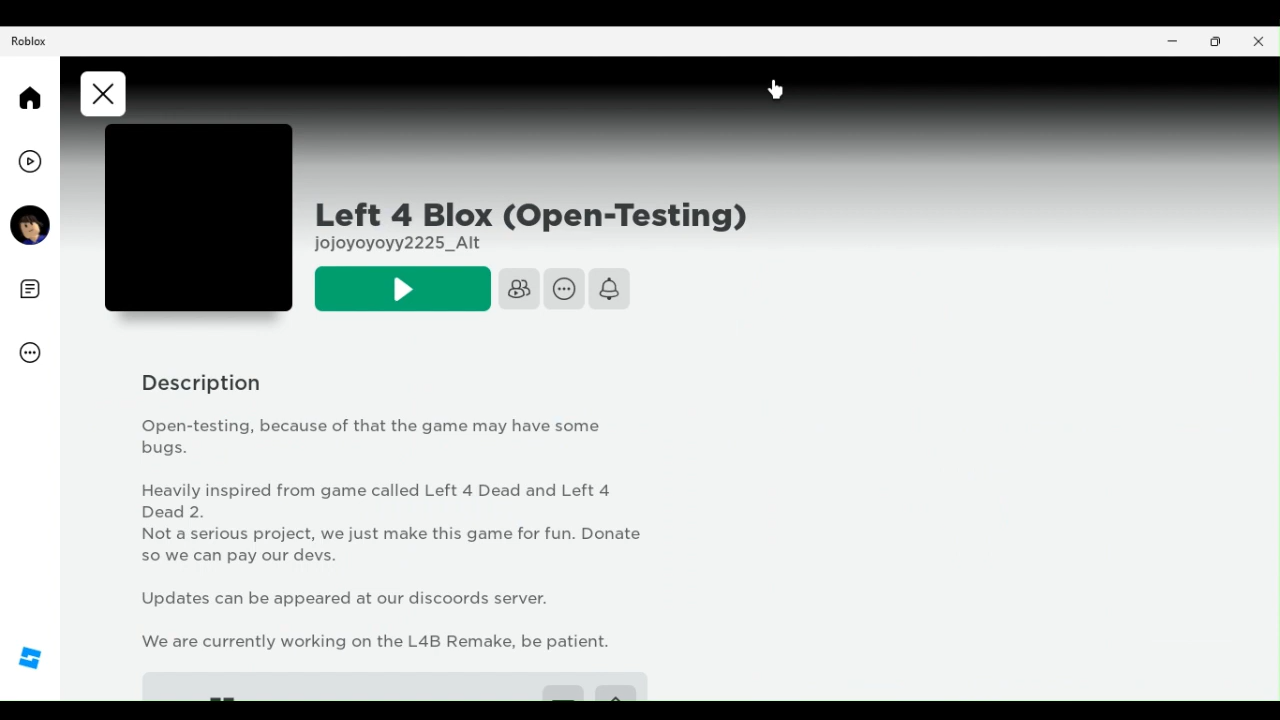 Roblox
Left 4 Blox (Open-Testing)
jojoyoyoyy2225_Alt
Description
Open-testing, because of that the game may have some
bugs.
Heavily inspired from game called Left 4 Dead and Left 4
Dead 2.
Not a serious project, we just make this game for fun. Donate
so we can pay our devs.
Updates can be appeared at our discoords server.
We are currently working on the L4B Remake, be patient.